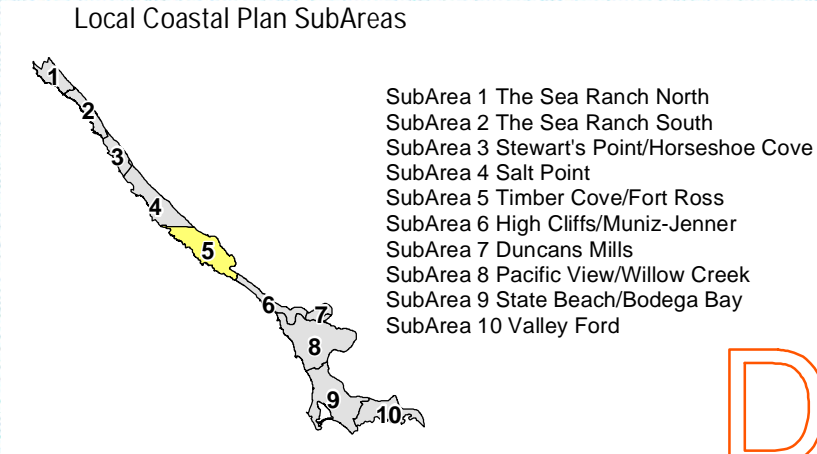 Local Coastal Plan SubAreas
1
2
3
4
5
6
7
8
9
10
SubArea 1 The Sea Ranch North
SubArea 2 The Sea Ranch South
SubArea 3 Stewart's Point/Horseshoe Cove
SubArea 4 Salt Point
SubArea 5 Timber Cove/Fort Ross
SubArea 6 High Cliffs/Muniz-Jenner
SubArea 7 Duncans Mills
SubArea 8 Pacific View/Willow Creek
SubArea 9 State Beach/Bodega Bay
SubArea 10 Valley Ford
D